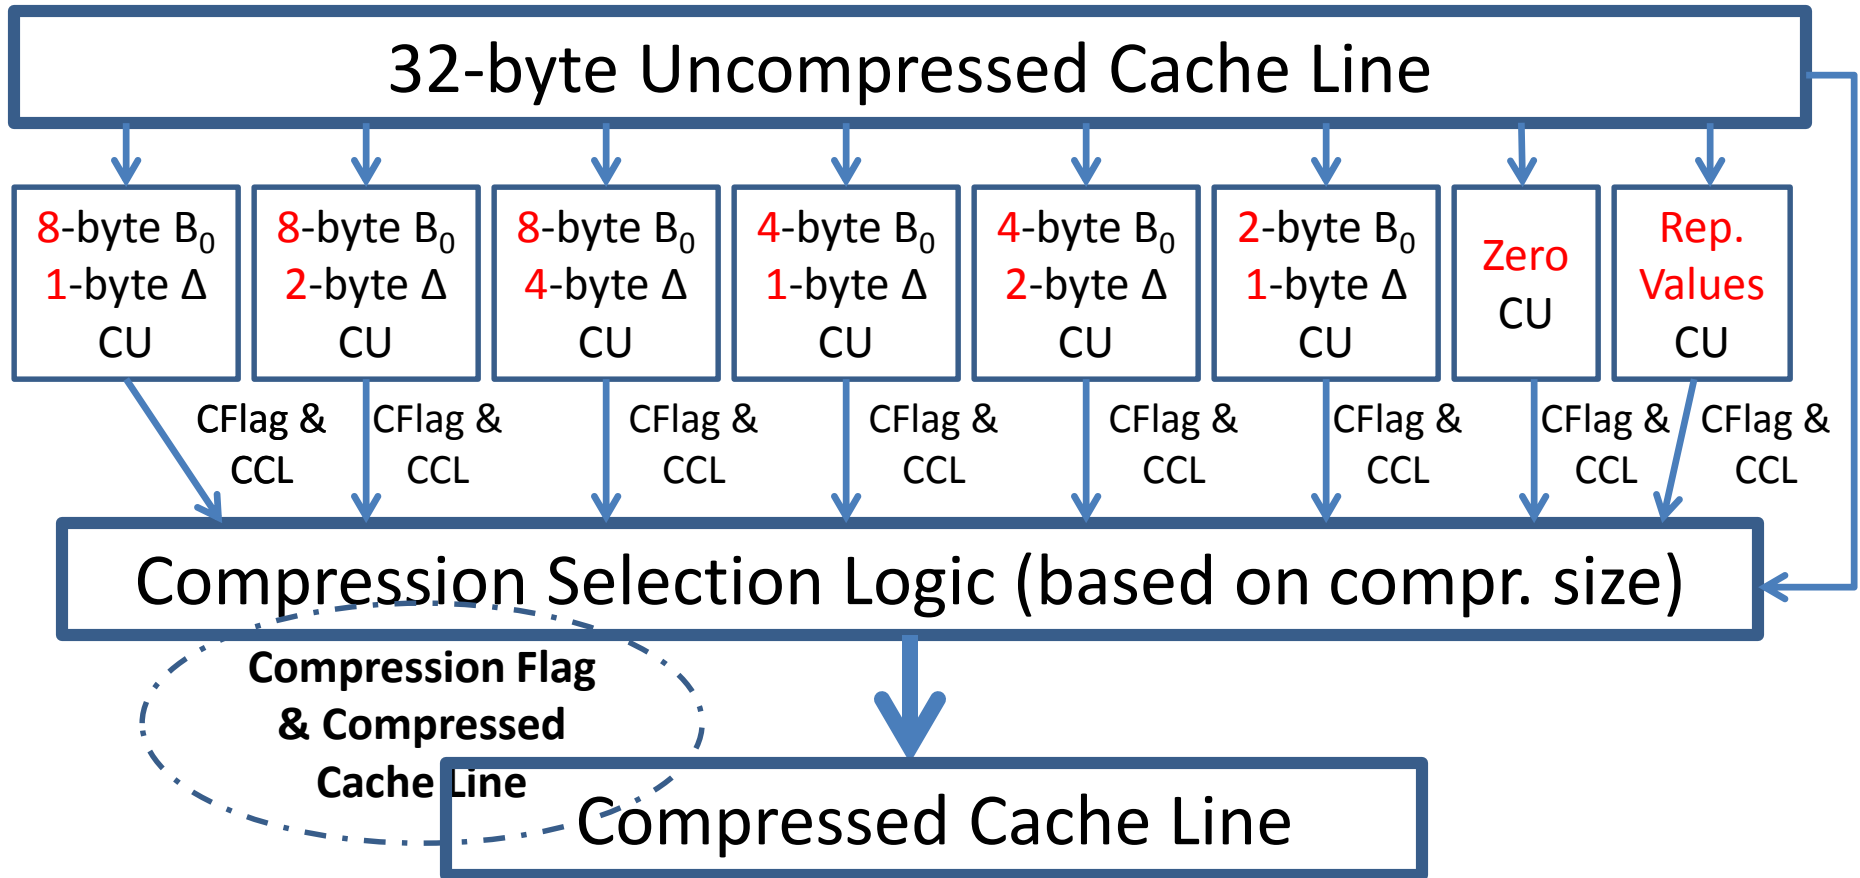 32-byte Uncompressed Cache Line
8-byte B₀
1-byte Δ
CU
8-byte B₀
2-byte Δ
CU
8-byte B₀
4-byte Δ
CU
4-byte B₀
1-byte Δ
CU
4-byte B₀
2-byte Δ
CU
2-byte B₀
1-byte Δ
CU
Zero
CU
Rep.
Values
CU
CFlag &
CCL
CFlag &
CCL
CFlag &
CCL
CFlag &
CCL
CFlag &
CCL
CFlag &
CCL
CFlag &
CCL
CFlag &
CCL
Compression Selection Logic (based on compr. size)
Compression Flag
& Compressed
Cache Line
Compressed Cache Line